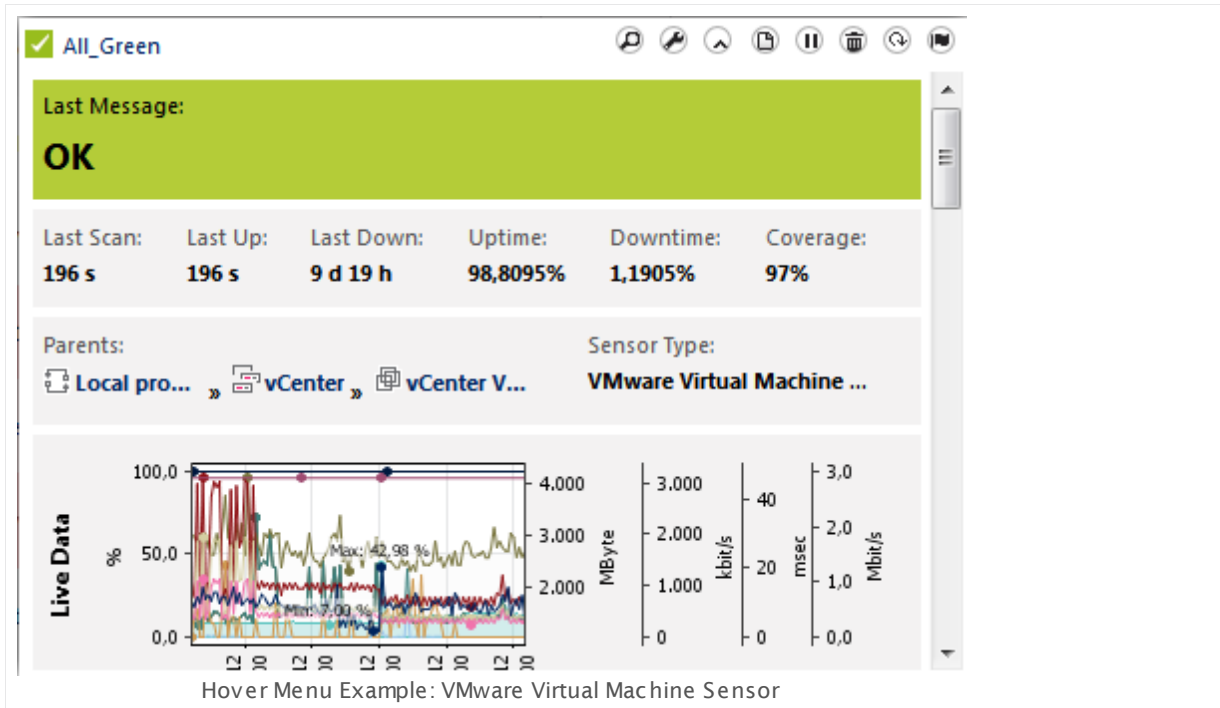 All_Green
Last Message:
OK
Last Scan: Last Up: Last Down: Uptime: Downtime: Coverage:
196 s 196 s 9 d 19 h 98,8095% 1,1905% 97%
Parents: Sensor Type:
Local pro... » vCenter » vCenter V... VMware Virtual Machine ...
Live Data
%
100,0
50,0
0,0
Max: 42,98 %
Min: 7,00 %
4.000
3.000
2.000
MByte
3.000
2.000
1.000
0
kbit/s
40
20
0
msec
3,0
2,0
1,0
0,0
Mbit/s
Hover Menu Example: VMware Virtual Machine Sensor